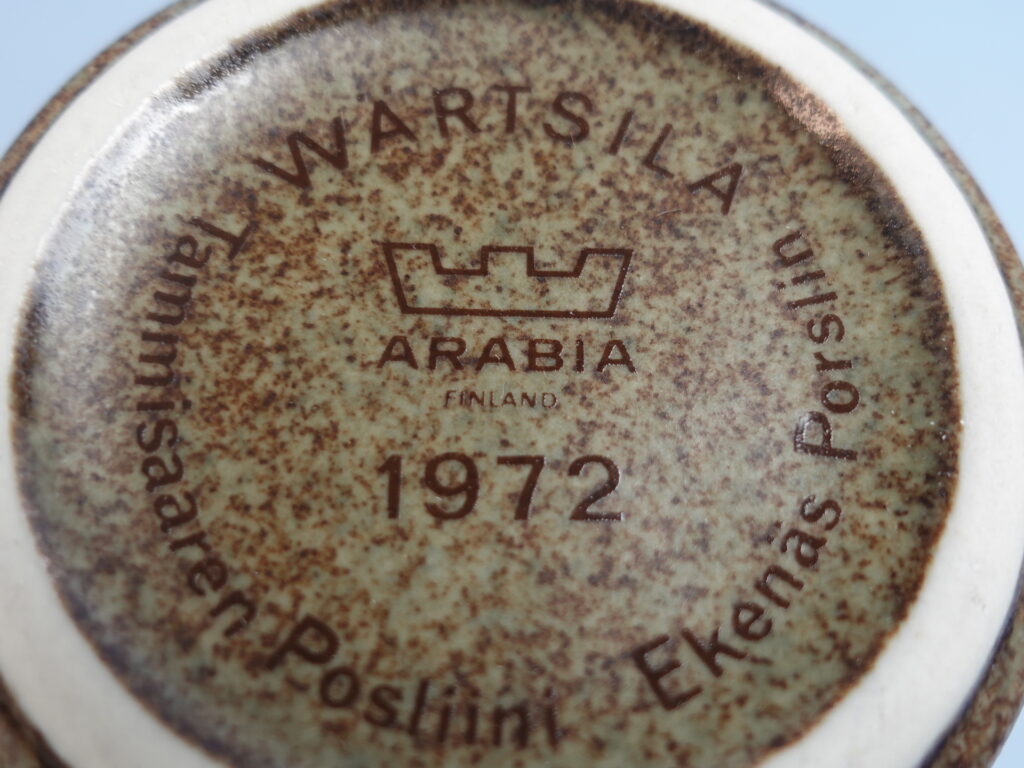 WARTSILA
ARABIA
FINLAND
1972
Tammisaaren Posliini
Ekenäs Porslin